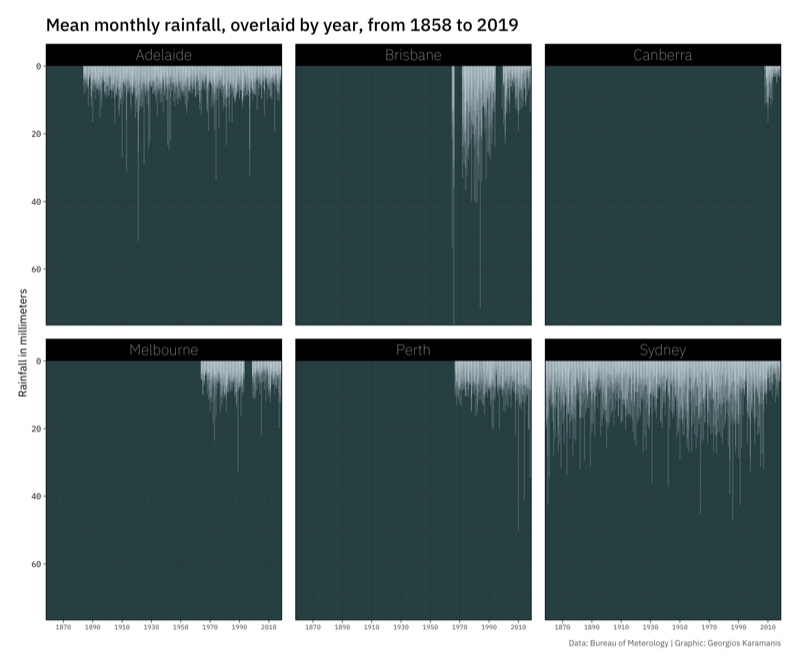 Mean monthly rainfall, overlaid by year, from 1858 to 2019
Adelaide
Brisbane
Canberra
0
20
40
60
Rainfall in millimeters
Melbourne
Perth
Sydney
0
20
40
60
1870 1890 1910 1930 1950 1970 1990 2010
1870 1890 1910 1930 1950 1970 1990 2010
1870 1890 1910 1930 1950 1970 1990 2010
Data: Bureau of Meterology | Graphic: Georgios Karamanis